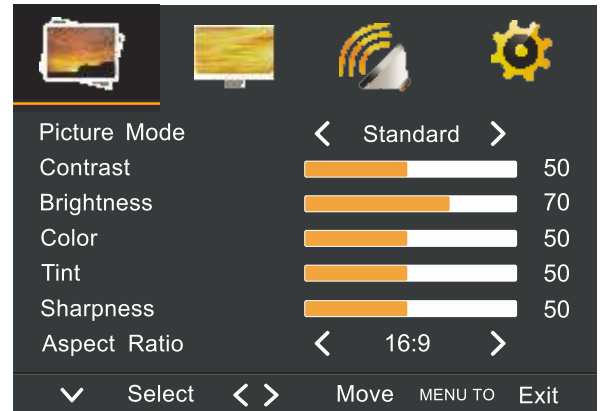 Picture Mode Standard
Contrast 50
Brightness 70
Color 50
Tint 50
Sharpness 50
Aspect Ratio 16:9
Select Move MENU TO Exit